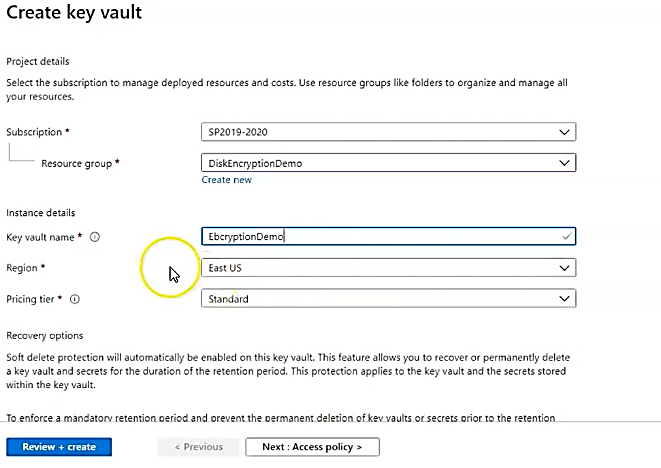 Create key vault
Project details
Select the subscription to manage deployed resources and costs. Use resource groups like folders to organize and manage all
your resources.
Subscription *
SP2019-2020
Resource group *
DiskEncryptionDemo
Create new
Instance details
Key vault name *
EbcryptionDemo
Region *
East US
Pricing tier *
Standard
Recovery options
Soft delete protection will automatically be enabled on this key vault. This feature allows you to recover or permanently delete
a key vault and secrets for the duration of the retention period. This protection applies to the key vault and the secrets stored
within the key vault.
To enforce a mandatory retention period and prevent the permanent deletion of key vaults or secrets prior to the retention
Review + create
< Previous
Next : Access policy >